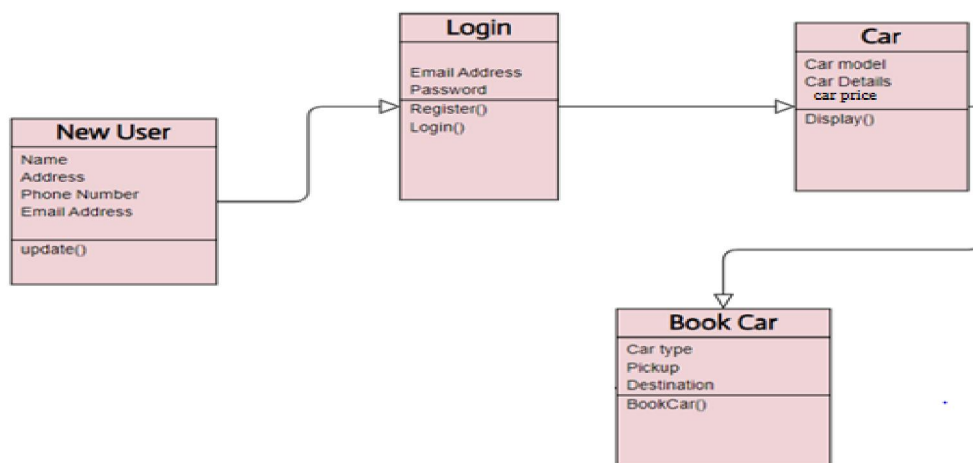 New User
Name
Address
Phone Number
Email Address
update()
Login
Email Address
Password
Register()
Login()
Car
Car model
Car Details
car price
Display()
Book Car
Car type
Pickup
Destination
BookCar()